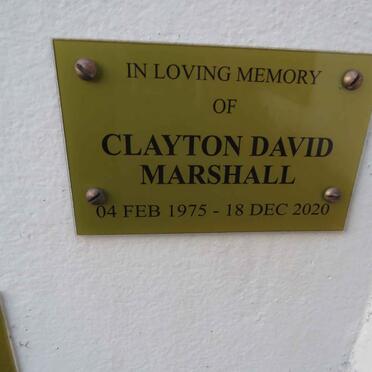 IN LOVING MEMORY
OF
CLAYTON DAVID
MARSHALL
04 FEB 1975 - 18 DEC 2020